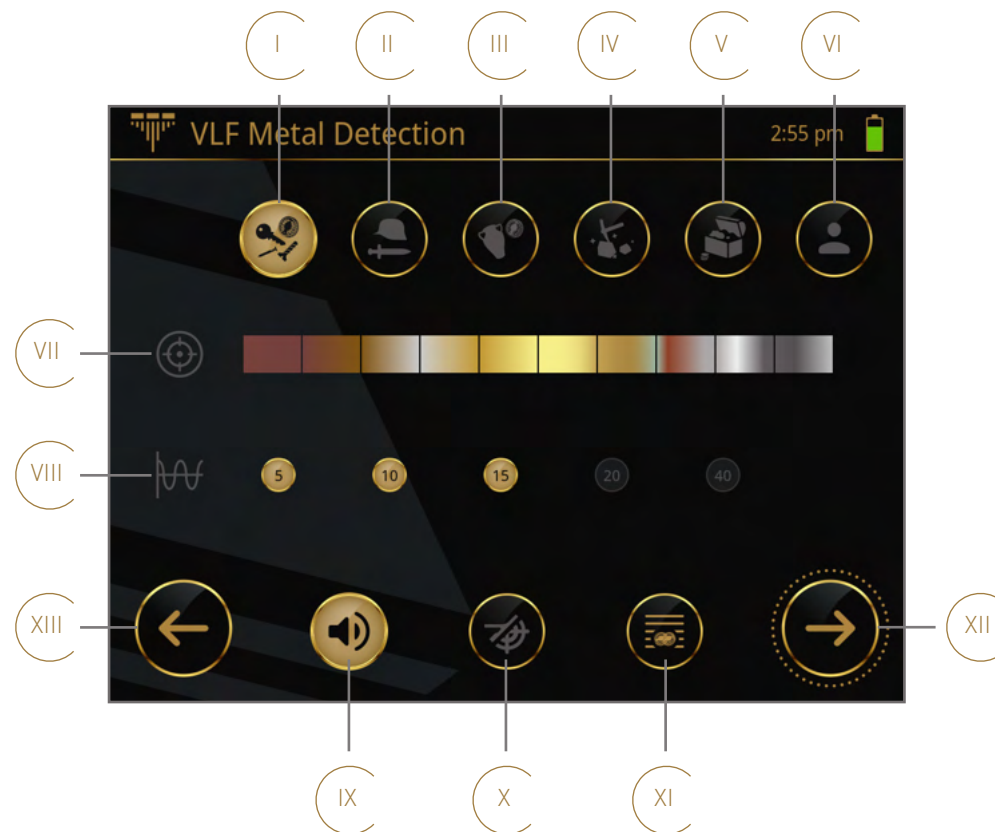 I II III IV V VI
VLF Metal Detection 2:55 pm
VII
VIII 5 10 15 20 40
XIII XII
IX X XI